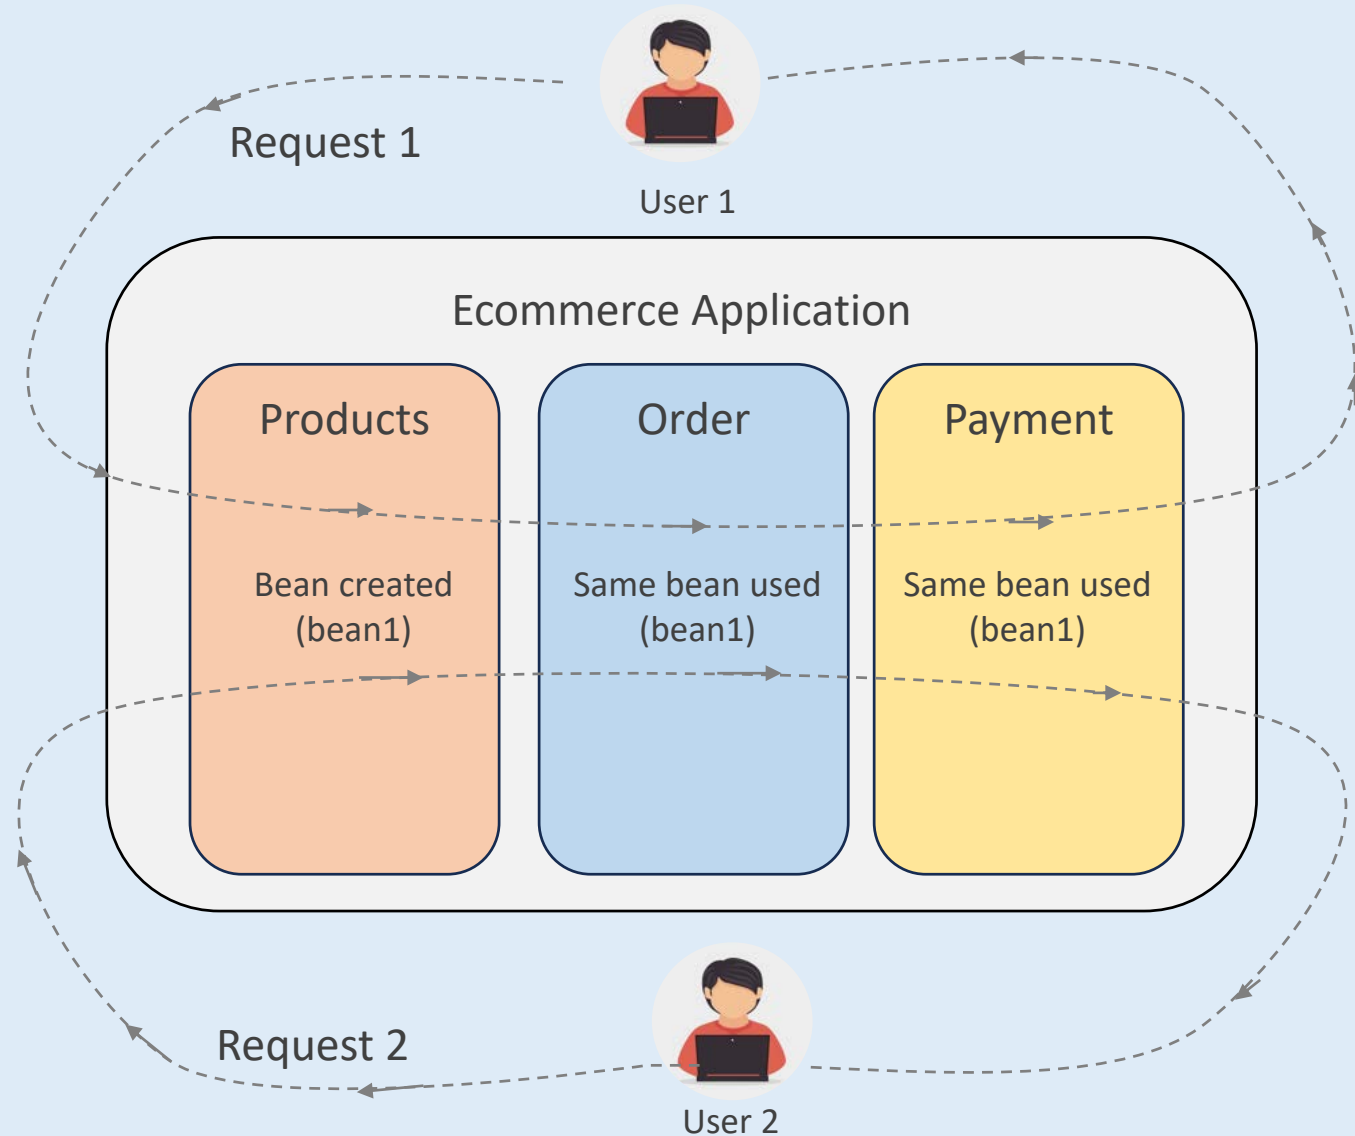 Request 1
User 1
Ecommerce Application
Products
Order
Payment
Bean created
(bean1)
Same bean used
(bean1)
Same bean used
(bean1)
Request 2
User 2